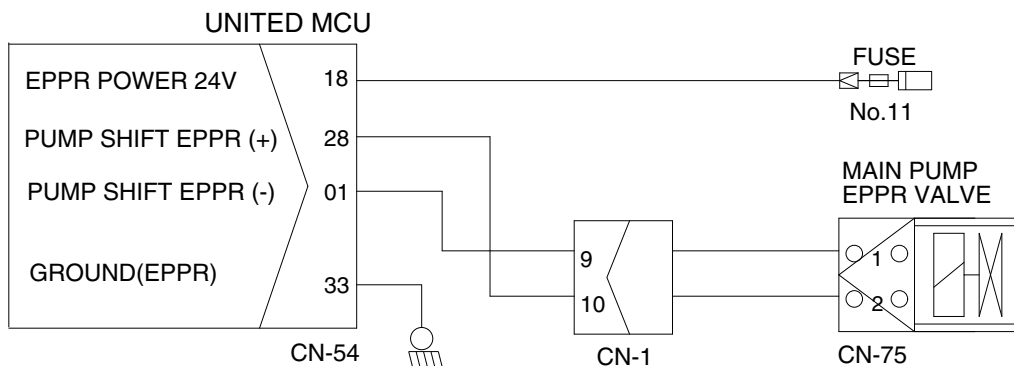 UNITED MCU
EPPR POWER 24V
18
FUSE
No.11
PUMP SHIFT EPPR (+)
28
PUMP SHIFT EPPR (-)
01
MAIN PUMP
EPPR VALVE
9
1
GROUND(EPPR)
33
10
2
CN-54
CN-1
CN-75